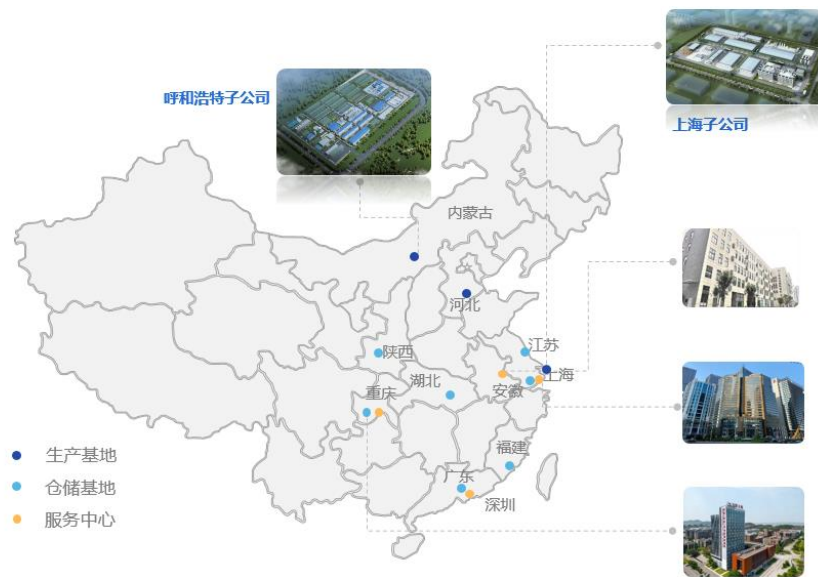 呼和浩特子公司
上海子公司
内蒙古
河北
江苏
陕西
上海
安徽
湖北
重庆
福建
广东
深圳
生产基地
仓储基地
服务中心